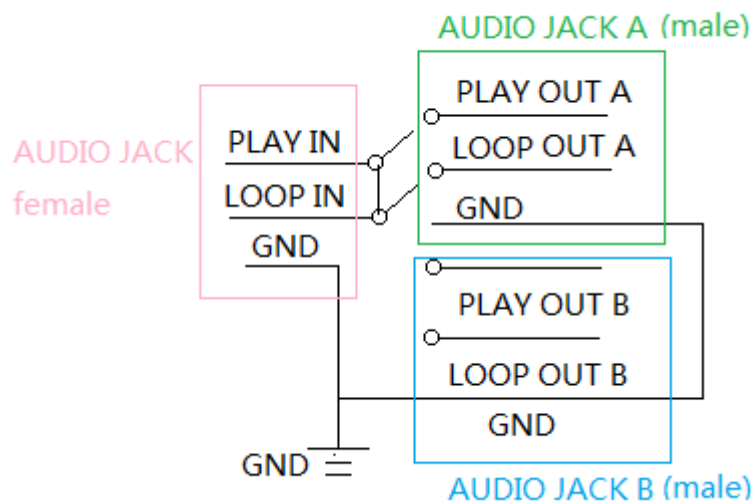 AUDIO JACK A (male)
PLAY OUT A
PLAY IN
LOOP OUT A
AUDIO JACK
female
LOOP IN
GND
GND
PLAY OUT B
LOOP OUT B
GND
GND
AUDIO JACK B (male)